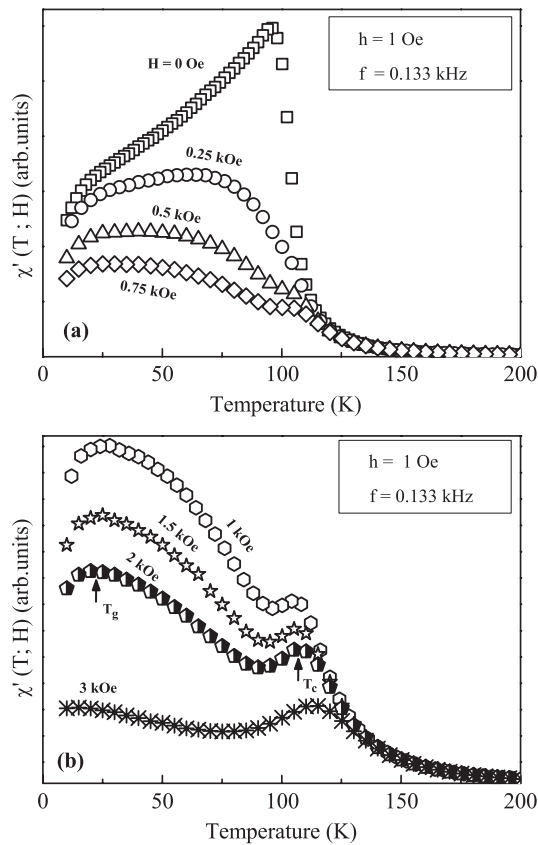 h = 1 Oe
f = 0.133 kHz
H = 0 Oe
0.25 kOe
0.5 kOe
0.75 kOe
(a)
χ' (T ; H) (arb.units)
0 50 100 150 200
Temperature (K)
h = 1 Oe
f = 0.133 kHz
1 kOe
1.5 kOe
2 kOe
Tg
Tc
3 kOe
(b)
χ' (T; H) (arb.units)
0 50 100 150 200
Temperature (K)